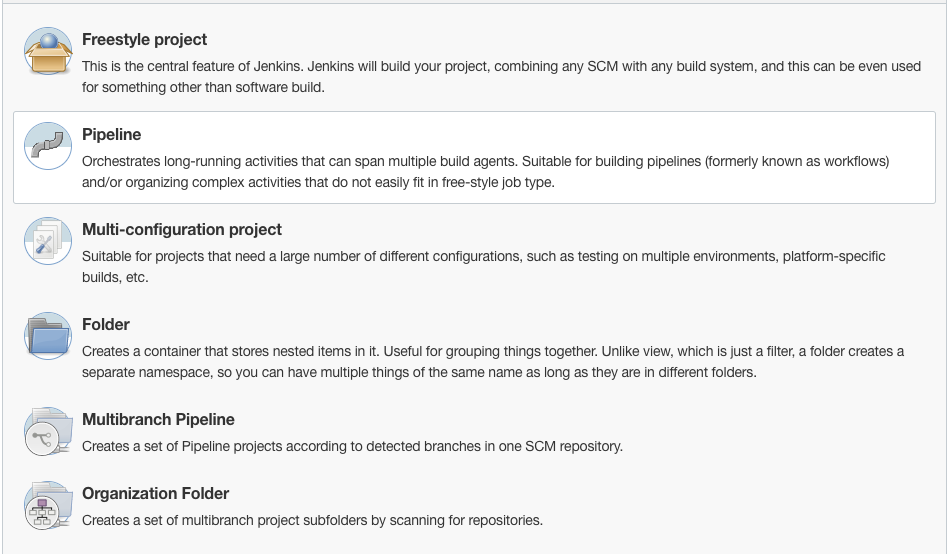 Freestyle project
This is the central feature of Jenkins. Jenkins will build your project, combining any SCM with any build system, and this can be even used
for something other than software build.
Pipeline
Orchestrates long-running activities that can span multiple build agents. Suitable for building pipelines (formerly known as workflows)
and/or organizing complex activities that do not easily fit in free-style job type.
Multi-configuration project
Suitable for projects that need a large number of different configurations, such as testing on multiple environments, platform-specific
builds, etc.
Folder
Creates a container that stores nested items in it. Useful for grouping things together. Unlike view, which is just a filter, a folder creates a
separate namespace, so you can have multiple things of the same name as long as they are in different folders.
Multibranch Pipeline
Creates a set of Pipeline projects according to detected branches in one SCM repository.
Organization Folder
Creates a set of multibranch project subfolders by scanning for repositories.